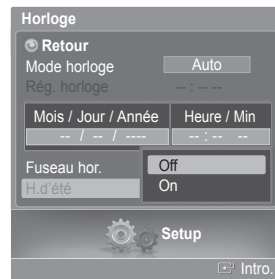 Horloge
Retour
Mode horloge Auto
Rég. horloge -- : -- --
Mois / Jour / Année Heure / Min
-- / -- / ---- -- : -- --
Fuseau hor. Off
H.d'été On
Setup
Intro.